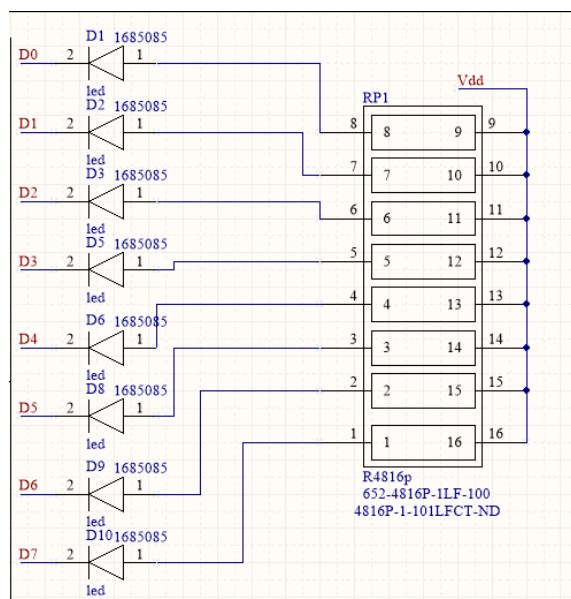 D1 1685085
D0 2 1
led
Vdd
D2 1685085
RP1
D1 2 1
8 8 9 9
led
D3 1685085
7 7 10 10
D2 2 1
6 6 11 11
led
D5 1685085
5 5 12 12
D3 2 1
led
4 4 13 13
D6 1685085
D4 2 1
3 3 14 14
led
D8 1685085
2 2 15 15
D5 2 1
led
1 1 16 16
D9 1685085
R4816p
D6 2 1
652-4816P-1LF-100
4816P-1-101LFCT-ND
led
D10 1685085
D7 2 1
led